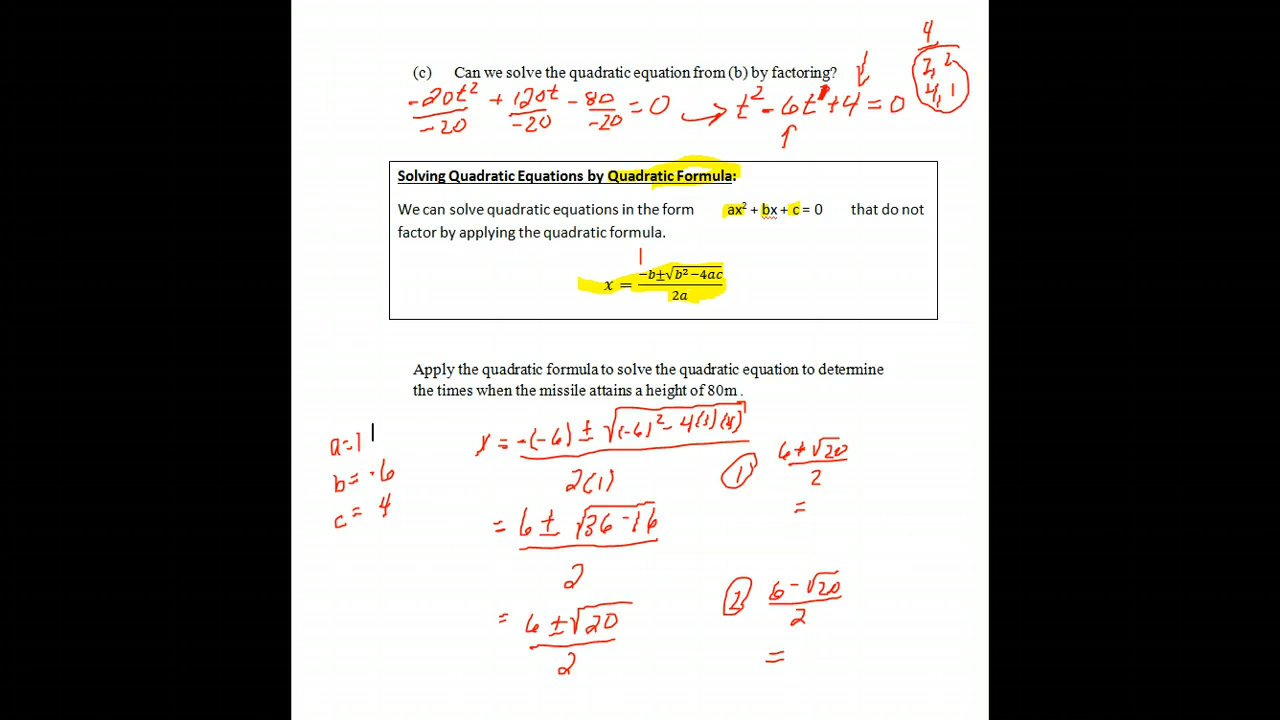 4
(c) Can we solve the quadratic equation from (b) by factoring?
2, 2
4, 1
-20t²/-20 + 120t/-20 - 80/-20 = 0 → t² - 6t + 4 = 0
Solving Quadratic Equations by Quadratic Formula:
We can solve quadratic equations in the form ax² + bx + c = 0 that do not
factor by applying the quadratic formula.
x = (-b±√(b²-4ac))/2a
Apply the quadratic formula to solve the quadratic equation to determine
the times when the missile attains a height of 80m .
a=1
b= -6
c= 4
x = (-(-6) ± √((-6)² - 4(1)(4)))/2(1)
= (6 ± √(36-16))/2
= (6 ± √20)/2
① (6+√20)/2
=
② (6-√20)/2
=